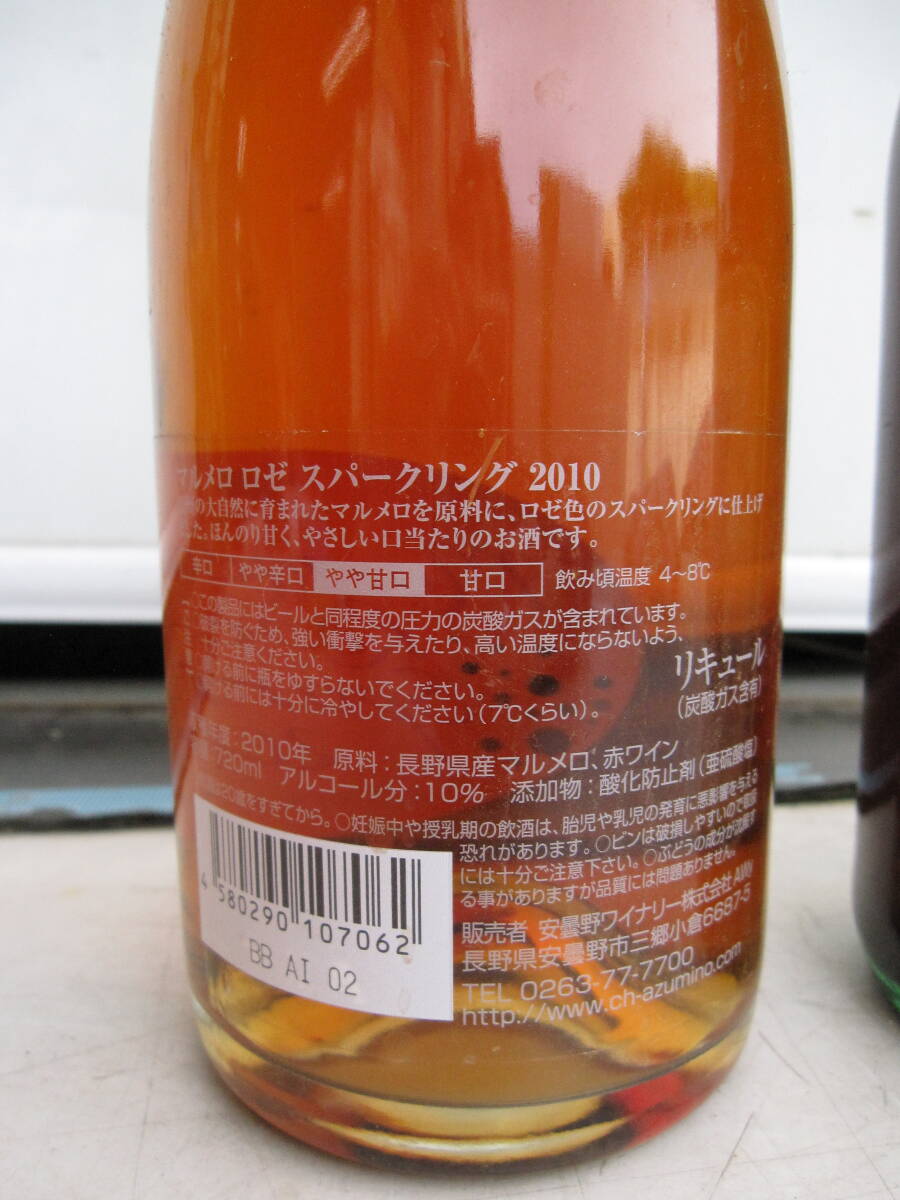 マルメロ ロゼ スパークリング 2010
の大自然に育まれたマルメロを原料に、ロゼ色のスパークリングに仕上げ
した。ほんのり甘く、やさしい口当たりのお酒です。
辛口 やや辛口 やや甘口 甘口 飲み頃温度 4～8℃
○この製品にはビールと同程度の圧力の炭酸ガスが含まれています。
破裂を防ぐため、強い衝撃を与えたり、高い温度にならないよう、
十分ご注意ください。
開ける前に瓶をゆすらないでください。
開ける前には十分に冷やしてください(7℃くらい)。
リキュール
(炭酸ガス含有)
年度：2010年 原料：長野県産マルメロ、赤ワイン
720ml アルコール分：10% 添加物：酸化防止剤(亜硫酸塩)
は20歳をすぎてから。○妊娠中や授乳期の飲酒は、胎児や乳児の発育に悪影響を与える
恐れがあります。○ビンは破損しやすいので取扱
には十分ご注意下さい。○ぶどうの成分が沈澱す
る事がありますが品質には問題ありません。
販売者 安曇野ワイナリー株式会社 AWy
長野県安曇野市三郷小倉6687-5
TEL 0263-77-7700
http://www.ch-azumino.com
4 580290 107062
BB AI 02